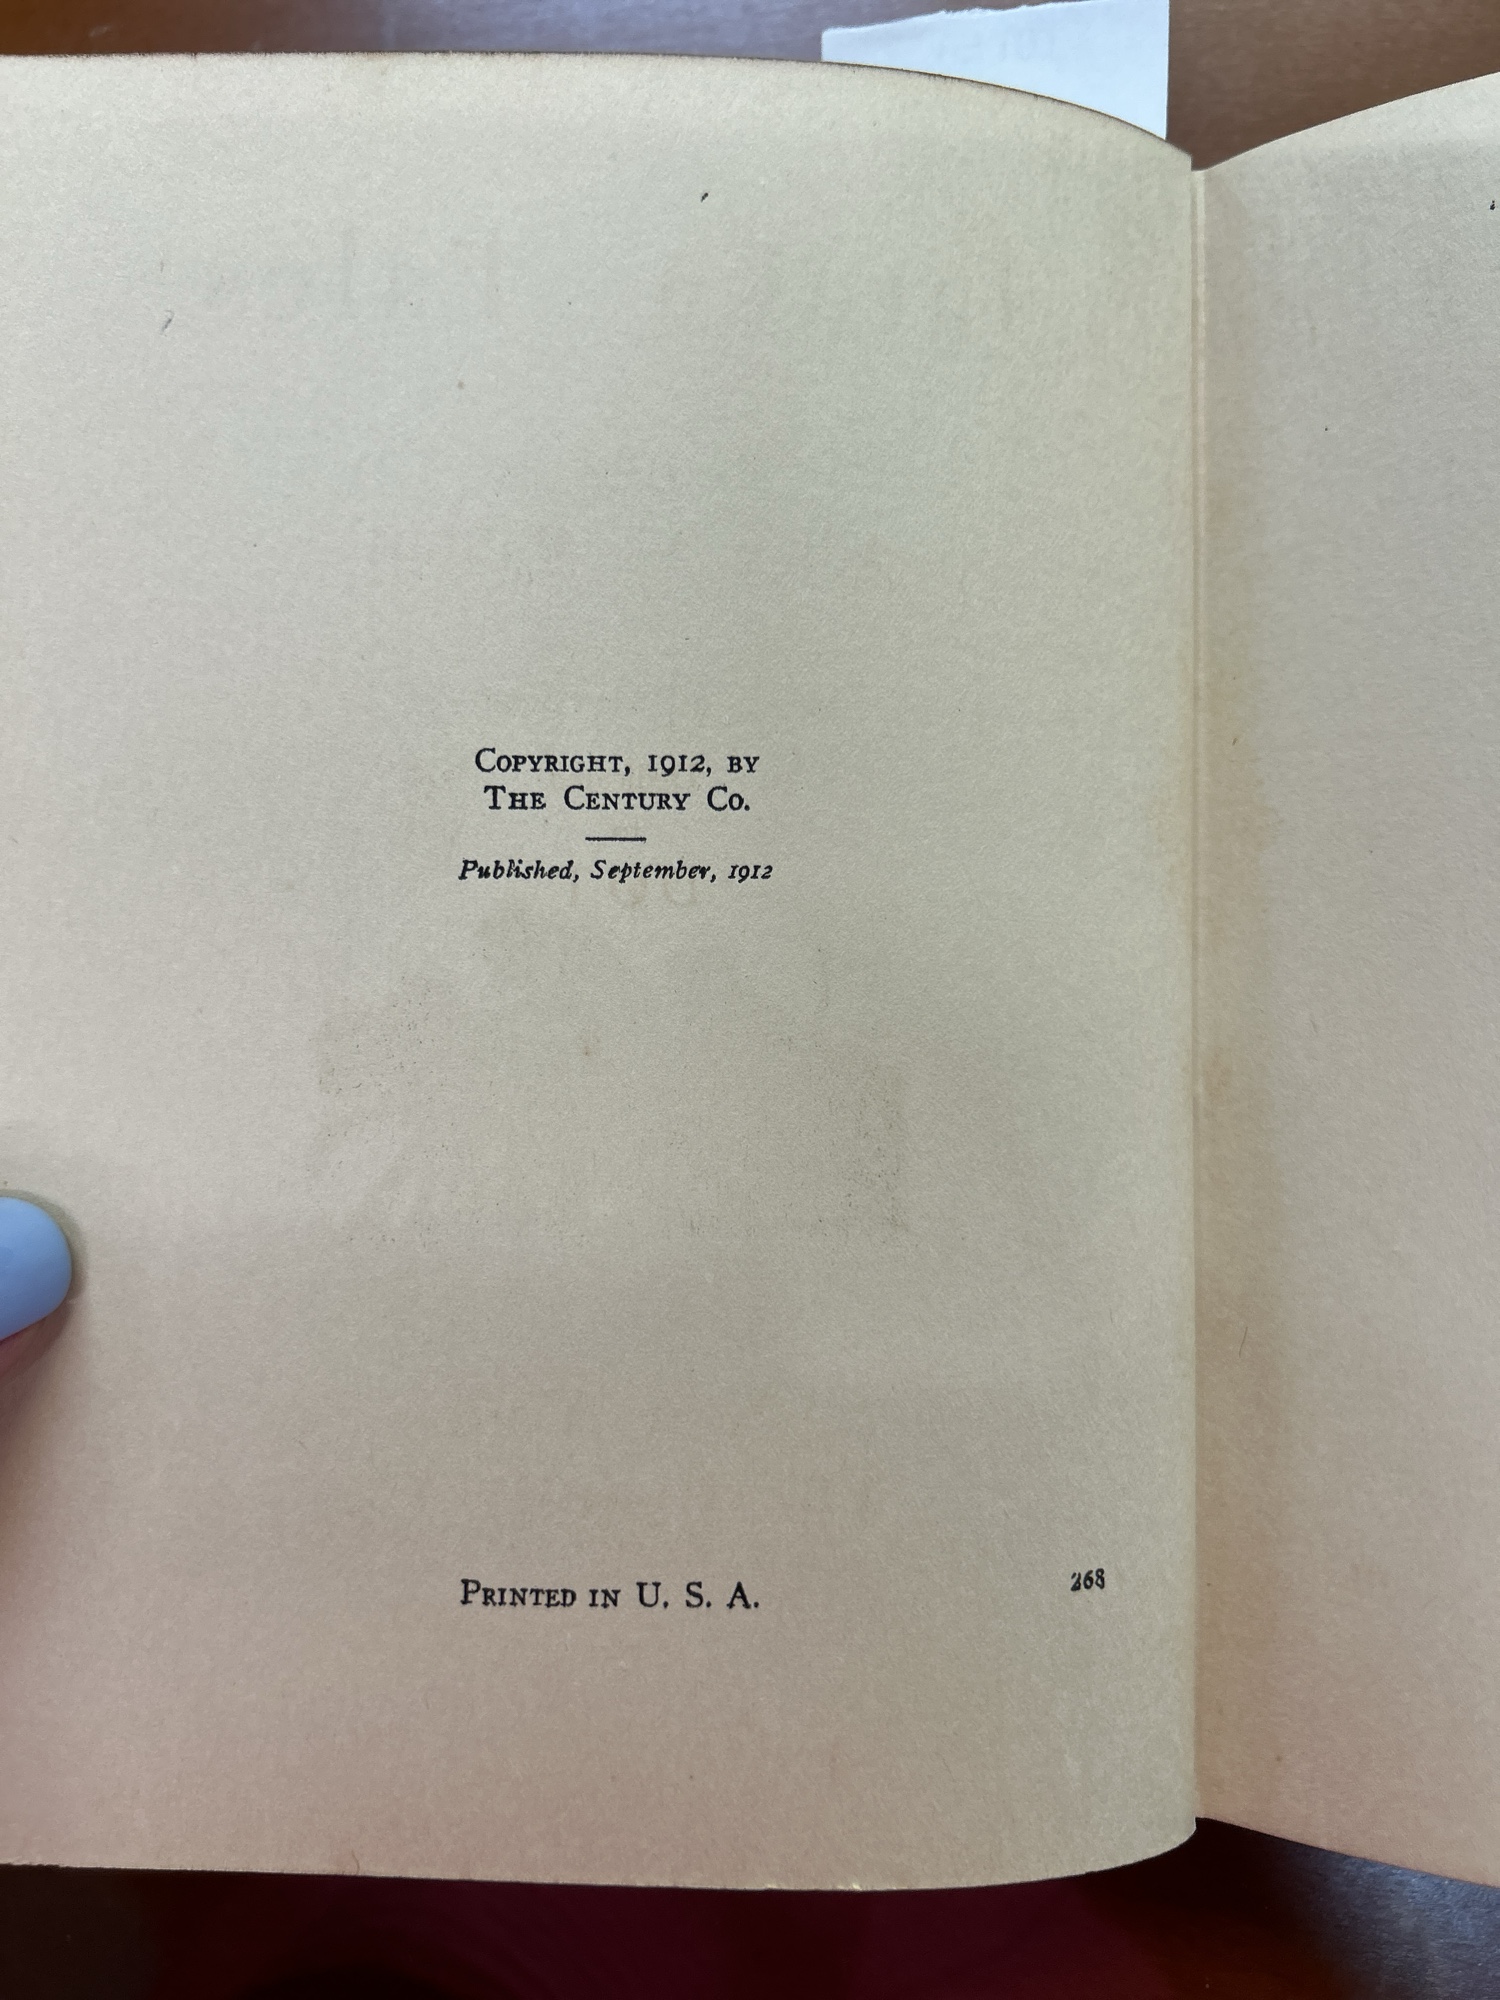 Copyright, 1912, by
The Century Co.
Published, September, 1912
Printed in U. S. A.
268